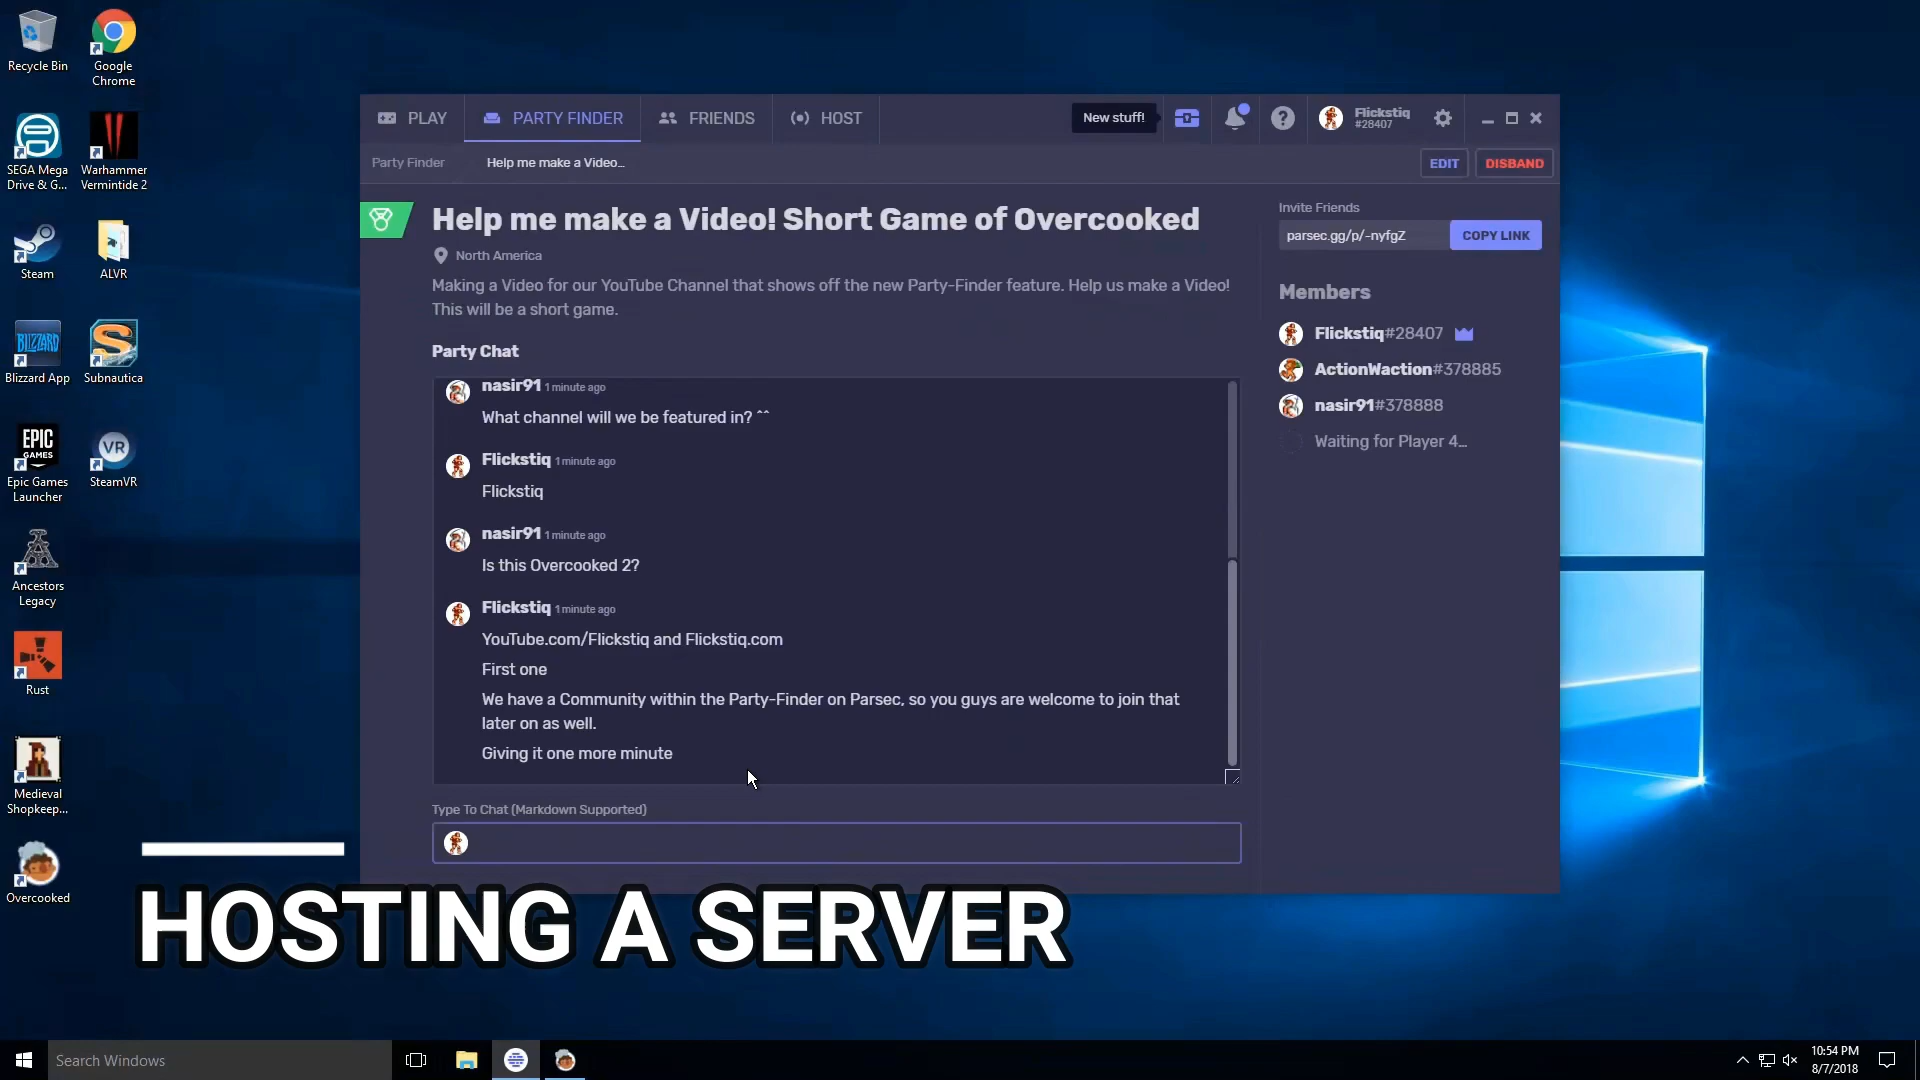 Recycle Bin
Google
Chrome
SEGA Mega
Drive & G...
Warhammer
Vermintide 2
Steam
ALVR
BLIZZARD
Blizzard App
Subnautica
EPIC
GAMES
Epic Games
Launcher
VR
SteamVR
Ancestors
Legacy
Rust
Medieval
Shopkeep...
Overcooked
PLAY
PARTY FINDER
FRIENDS
HOST
New stuff!
Flickstiq
#28407
Party Finder
Help me make a Video...
EDIT
DISBAND
Help me make a Video! Short Game of Overcooked
North America
Making a Video for our YouTube Channel that shows off the new Party-Finder feature. Help us make a Video!
This will be a short game.
Party Chat
nasir91 1 minute ago
What channel will we be featured in? ^^
Flickstiq 1 minute ago
Flickstiq
nasir91 1 minute ago
Is this Overcooked 2?
Flickstiq 1 minute ago
YouTube.com/Flickstiq and Flickstiq.com
First one
We have a Community within the Party-Finder on Parsec, so you guys are welcome to join that
later on as well.
Giving it one more minute
Type To Chat (Markdown Supported)
Invite Friends
parsec.gg/p/-nyfgZ
COPY LINK
Members
Flickstiq#28407
ActionWaction#378885
nasir91#378888
Waiting for Player 4...
HOSTING A SERVER
Search Windows
10:54 PM
8/7/2018